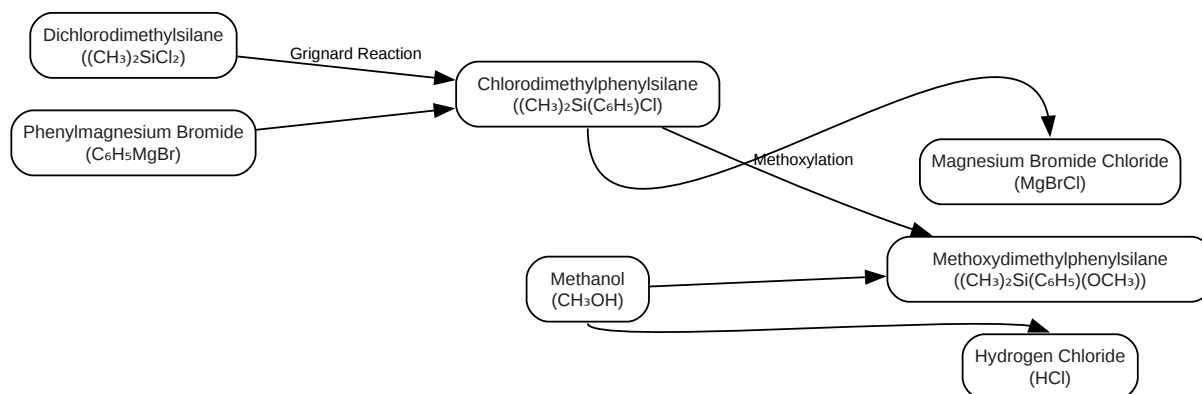 Dichlorodimethylsilane
((CH₃)₂SiCl₂)
Grignard Reaction
Phenylmagnesium Bromide
(C₆H₅MgBr)
Chlorodimethylphenylsilane
((CH₃)₂Si(C₆H₅)Cl)
Methoxylation
Magnesium Bromide Chloride
(MgBrCl)
Methanol
(CH₃OH)
Methoxydimethylphenylsilane
((CH₃)₂Si(C₆H₅)(OCH₃))
Hydrogen Chloride
(HCl)